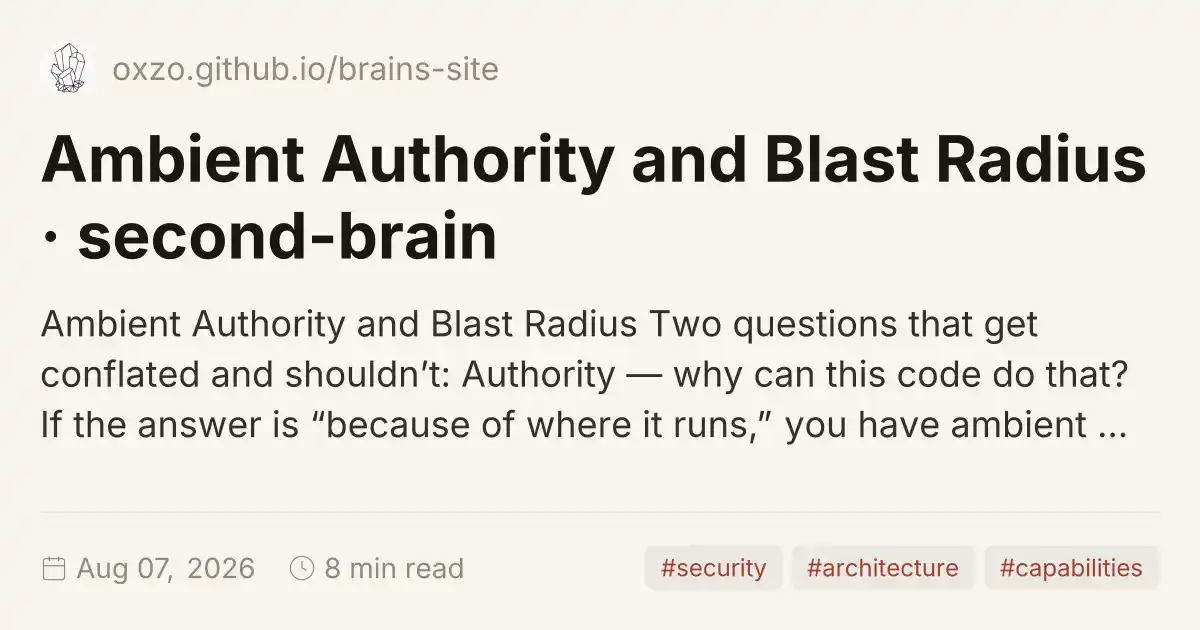 oxzo.github.io/brains-site
Ambient Authority and Blast Radius
· second-brain
Ambient Authority and Blast Radius Two questions that get
conflated and shouldn’t: Authority — why can this code do that?
If the answer is “because of where it runs,” you have ambient ...
Aug 07, 2026 8 min read #security #architecture #capabilities